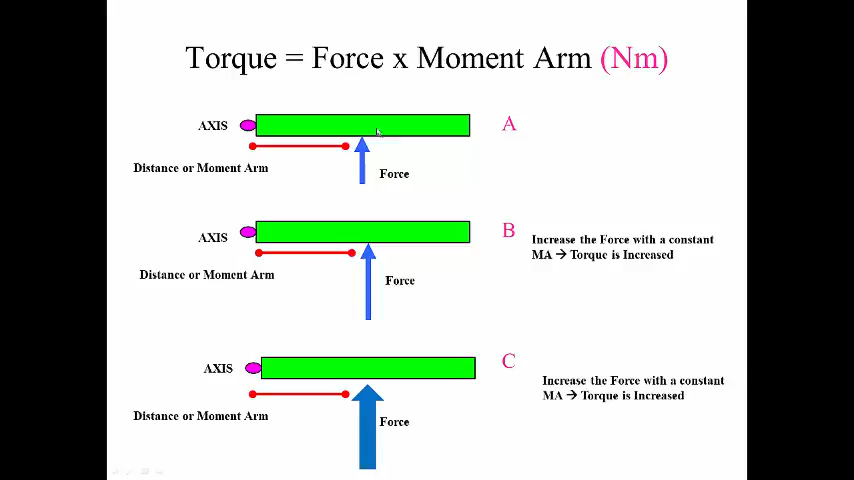 Torque = Force x Moment Arm (Nm)
AXIS
A
Distance or Moment Arm
Force
AXIS
B
Increase the Force with a constant
MA → Torque is Increased
Distance or Moment Arm
Force
AXIS
C
Increase the Force with a constant
MA → Torque is Increased
Distance or Moment Arm
Force